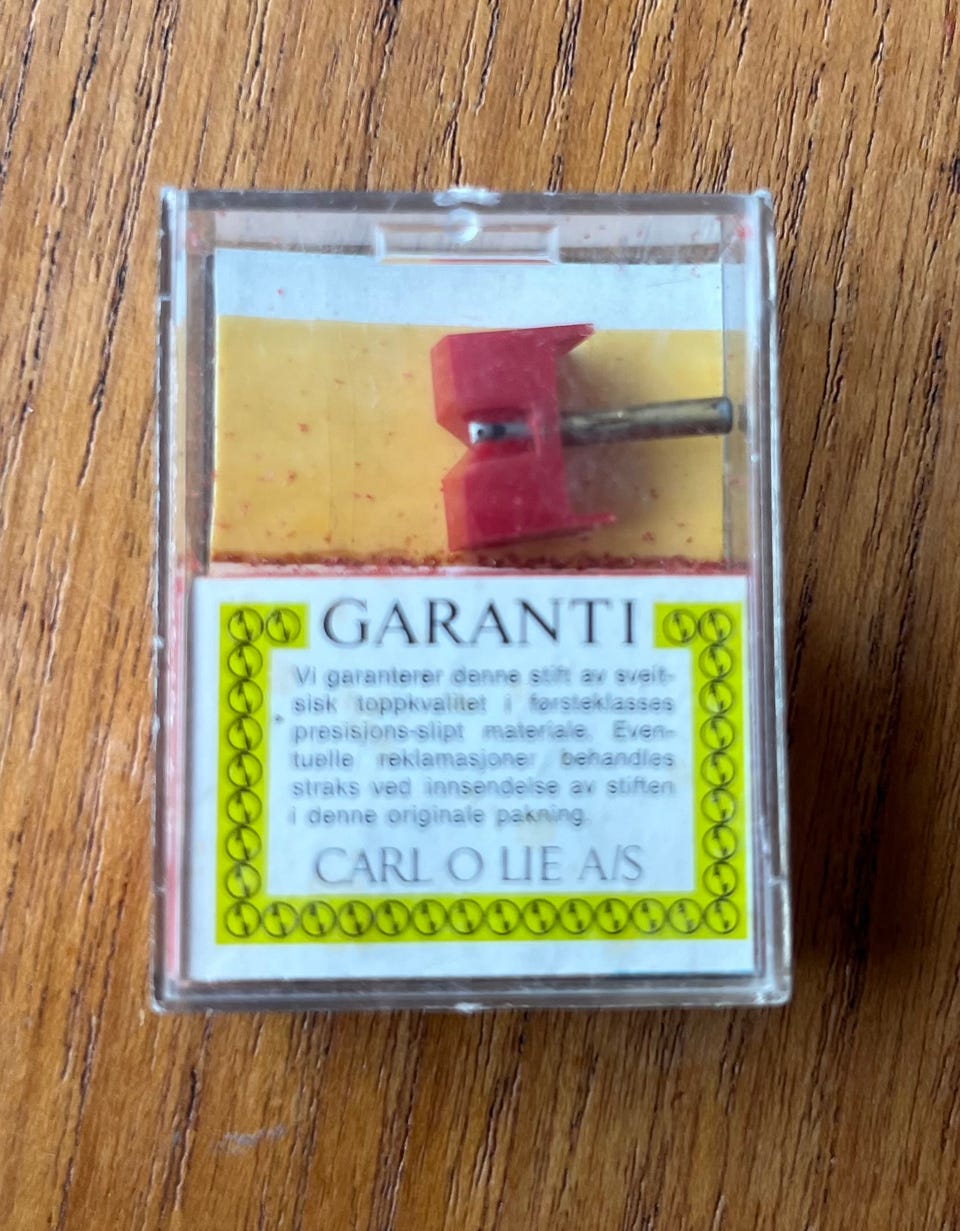 GARANTI
Vi garanterer denne stift av sveit-
sisk toppkvalitet i førsteklasses
presisjons-slipt materiale. Even-
tuelle reklamasjoner behandles
straks ved innsendelse av stiften
i denne originale pakning.
CARL O LIE A/S